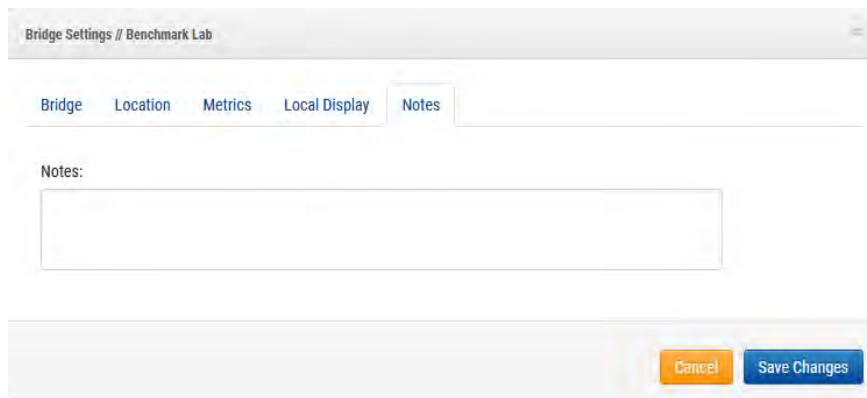 Bridge Settings // Benchmark Lab
Bridge Location Metrics Local Display Notes
Notes:
Cancel Save Changes